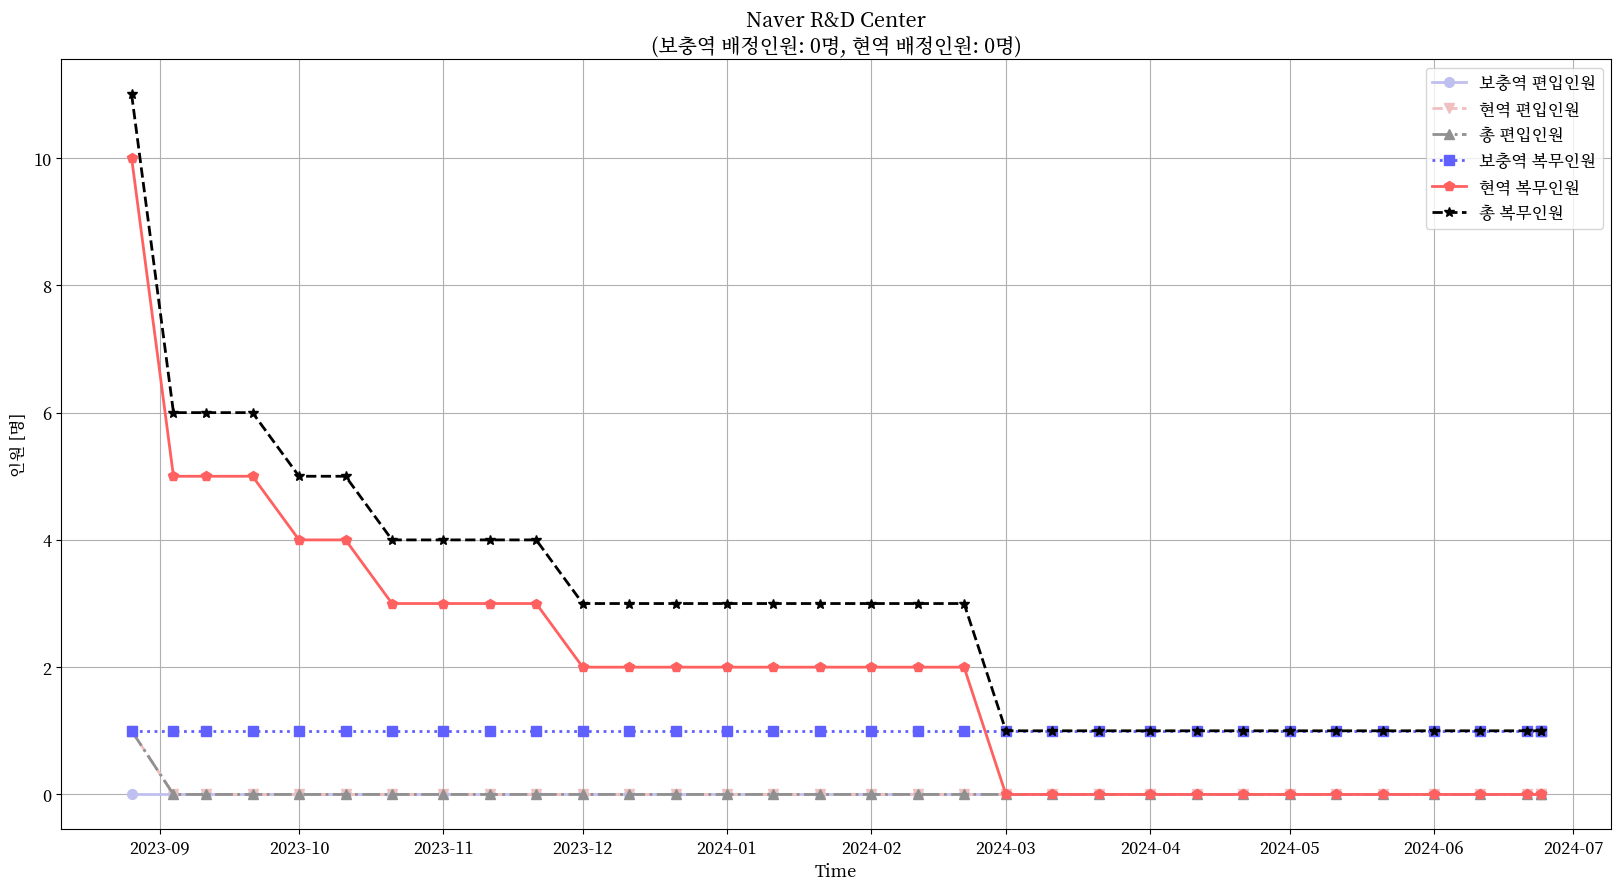 Naver R&D Center
(보충역 배정인원: 0명, 현역 배정인원: 0명)
보충역 편입인원
현역 편입인원
총 편입인원
보충역 복무인원
현역 복무인원
총 복무인원
인원 [명]
10
8
6
4
2
0
2023-09
2023-10
2023-11
2023-12
2024-01
2024-02
2024-03
2024-04
2024-05
2024-06
2024-07
Time